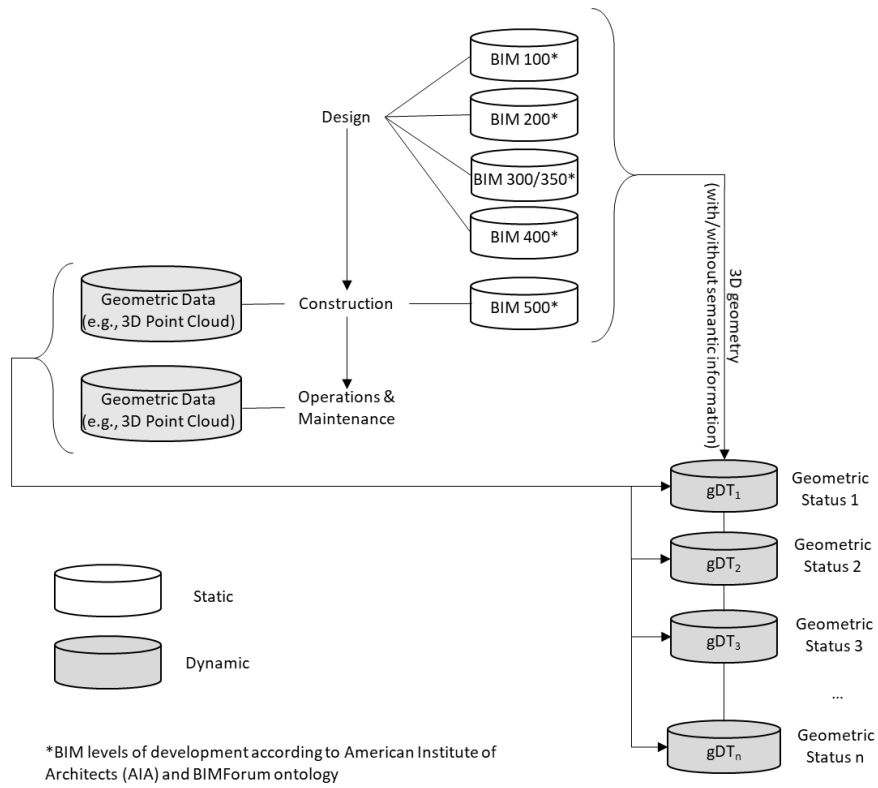 BIM 100*
BIM 200*
Design
BIM 300/350*
BIM 400*
Geometric Data
(e.g., 3D Point Cloud)
Construction
BIM 500*
3D geometry
(with/without semantic information)
Geometric Data
(e.g., 3D Point Cloud)
Operations &
Maintenance
gDT1
Geometric
Status 1
gDT2
Geometric
Status 2
gDT3
Geometric
Status 3
...
gDTn
Geometric
Status n
Static
Dynamic
*BIM levels of development according to American Institute of
Architects (AIA) and BIMForum ontology